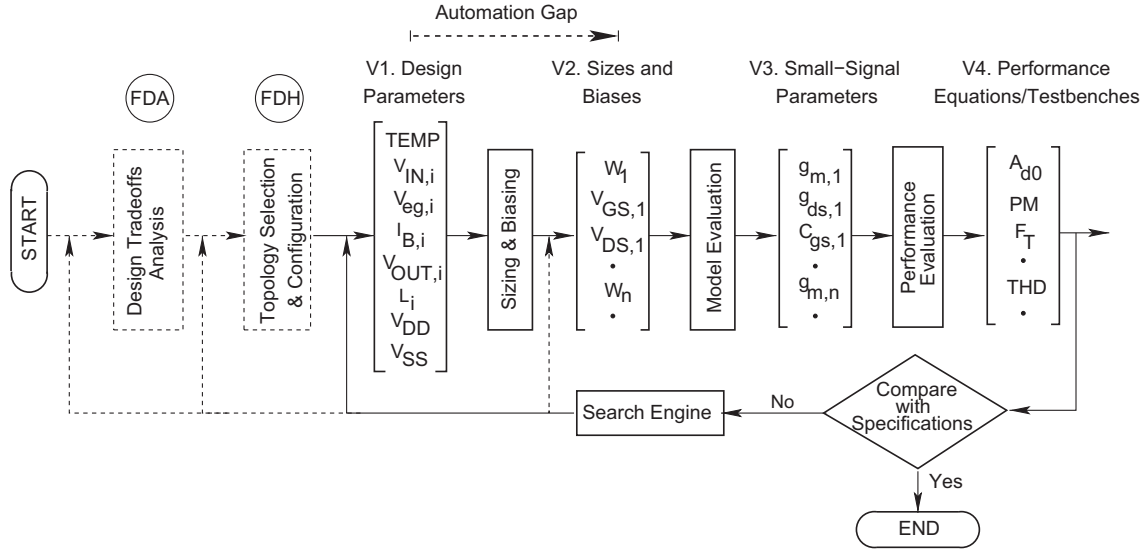 Automation Gap
FDA
FDH
V1. Design
Parameters
V2. Sizes and
Biases
V3. Small−Signal
Parameters
V4. Performance
Equations/Testbenches
START
Design Tradeoffs
Analysis
Topology Selection
& Configuration
TEMP
V_IN,i
V_eg,i
I_B,i
V_OUT,i
L_i
V_DD
V_SS
Sizing & Biasing
W_1
V_GS,1
V_DS,1
W_n
Model Evaluation
g_m,1
g_ds,1
C_gs,1
g_m,n
Performance
Evaluation
A_d0
PM
F_T
THD
Search Engine
No
Compare
with
Specifications
Yes
END